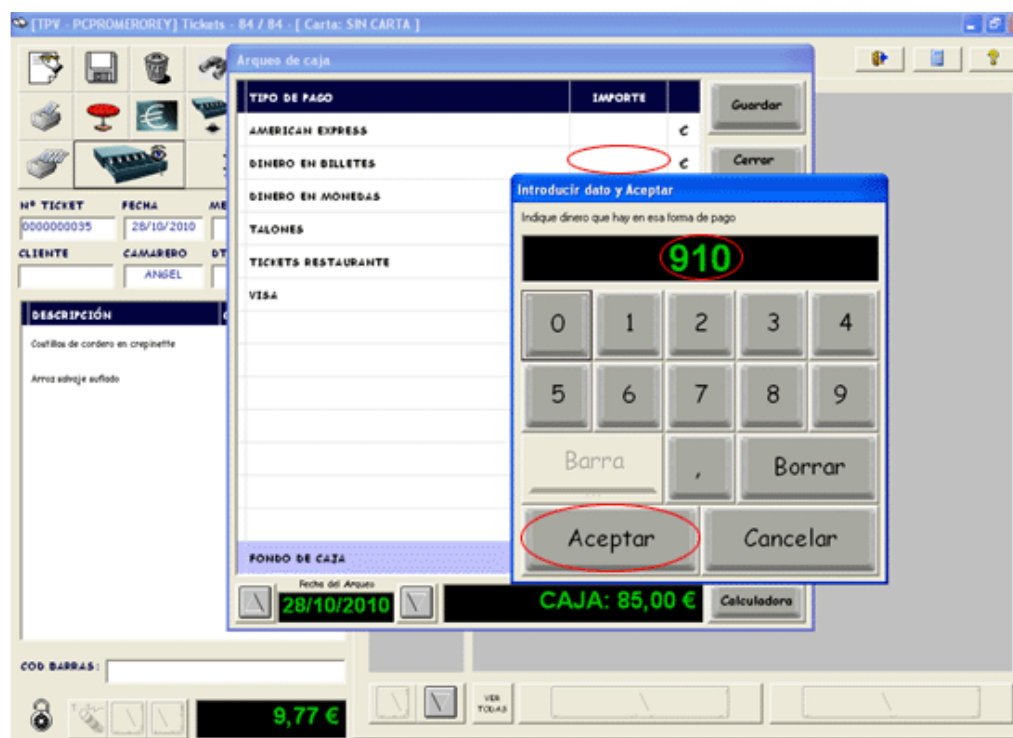 [TPV - PCPROMEROREY] Tickets - 84 / 84 - [ Carta: SIN CARTA ]
Arqueo de caja
TIPO DE PAGO IMPORTE
Guardar
AMERICAN EXPRESS €
DINERO EN BILLETES €
Cerrar
DINERO EN MONEDAS
TALONES
TICKETS RESTAURANTE
VISA
Introducir dato y Aceptar
Indique dinero que hay en esa forma de pago
910
0 1 2 3 4
5 6 7 8 9
Barra , Borrar
Aceptar Cancelar
Nº TICKET FECHA ME
0000000035 28/10/2010
CLIENTE CAMARERO DT
ANGEL
DESCRIPCIÓN
Costillas de cordero en crepinette
Arroz salvaje suflado
FONDO DE CAJA
Fecha del Arqueo
28/10/2010
CAJA: 85,00 €
Calculadora
COD BARRAS:
9,77 €
VER
TODAS